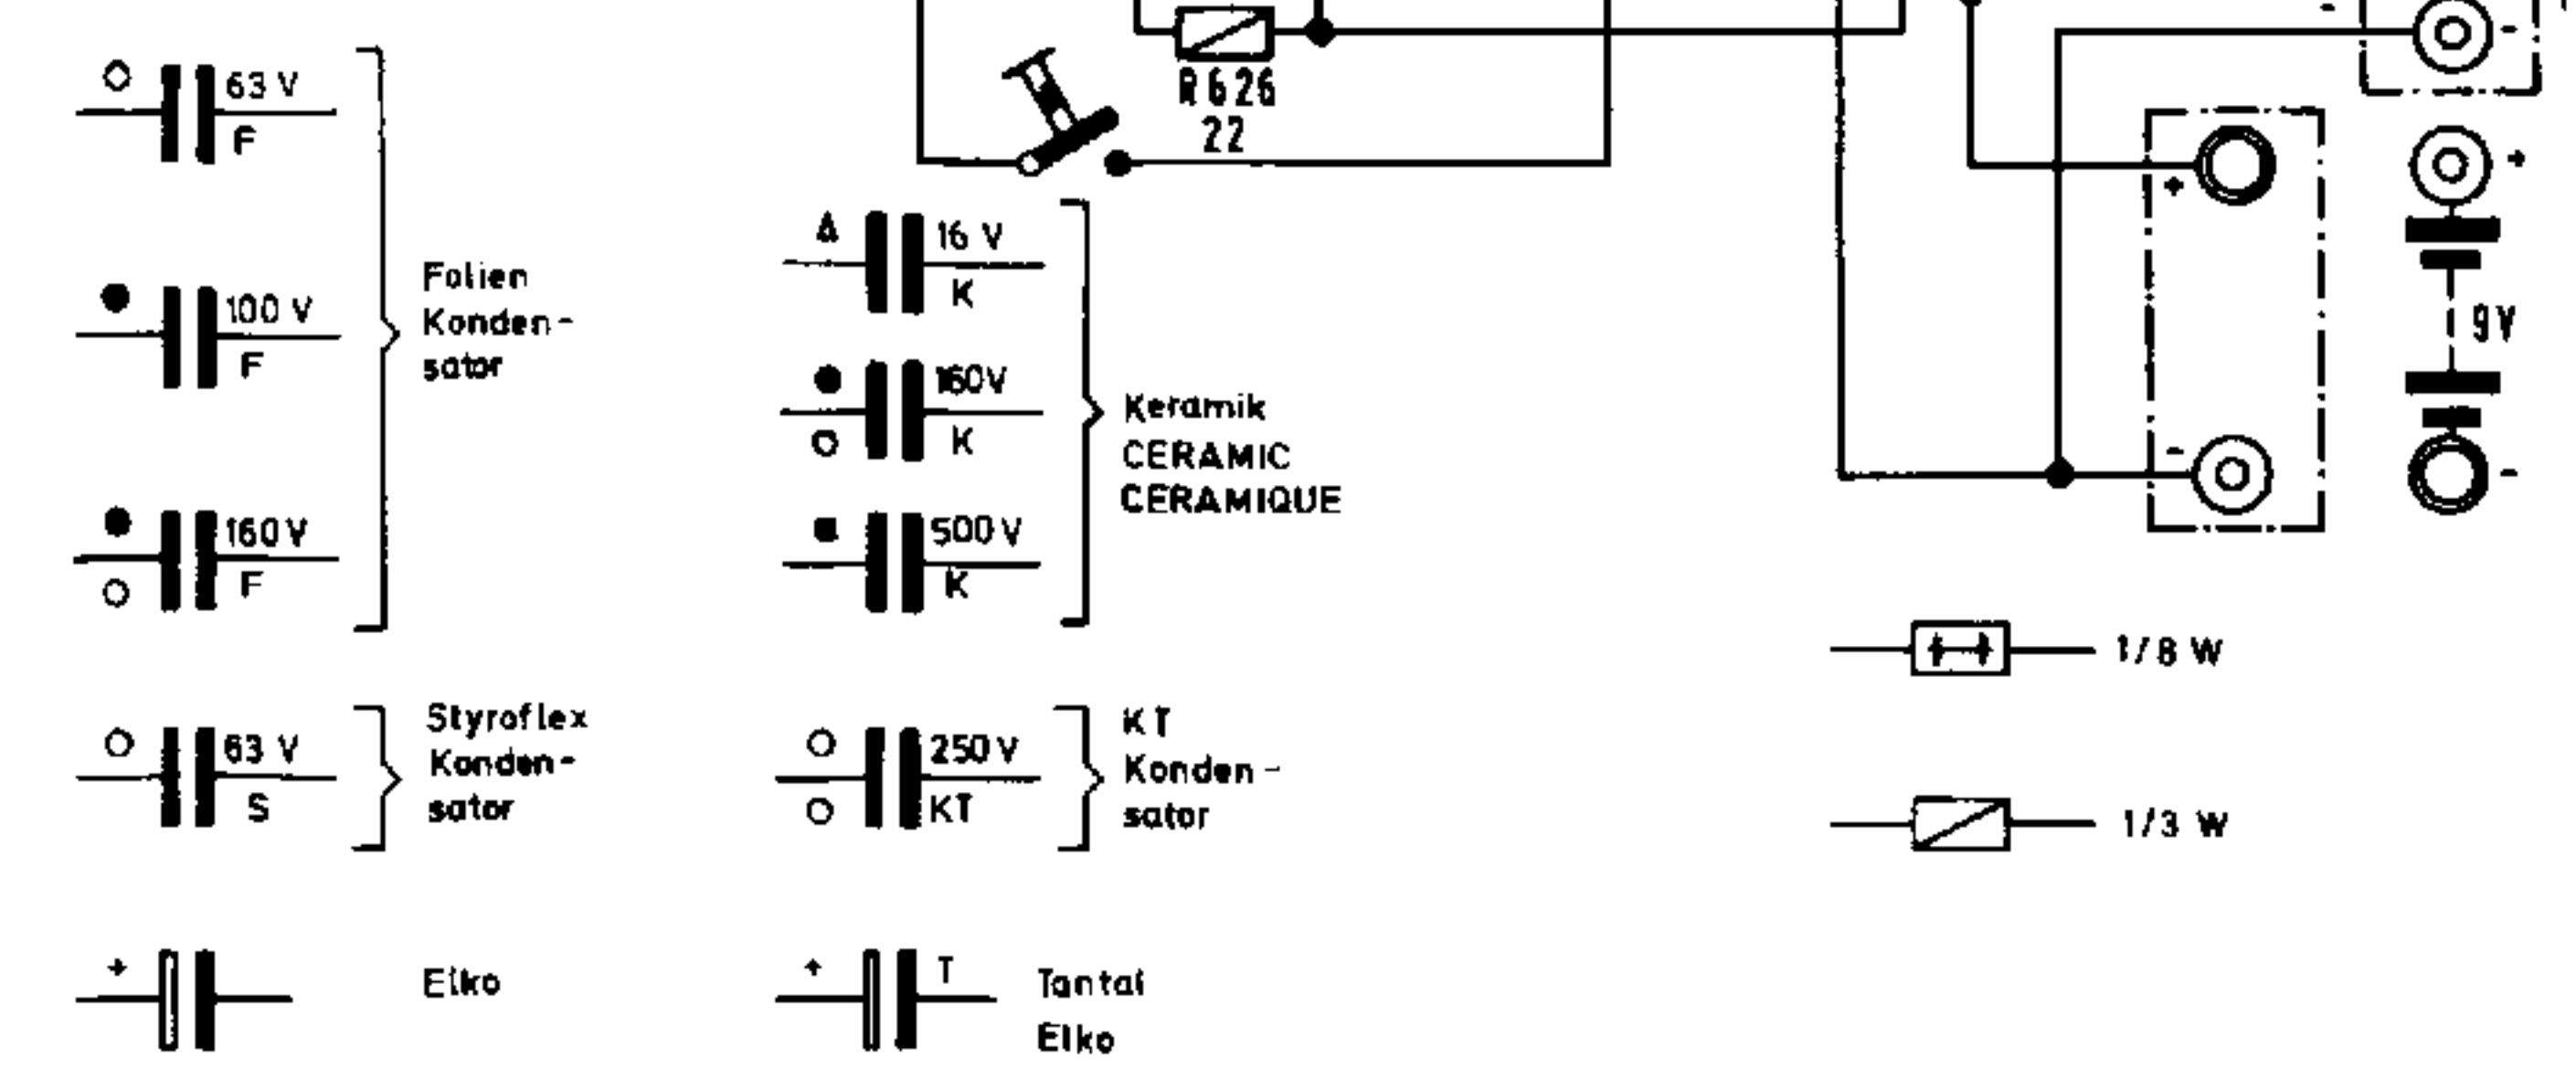 R626
22
63 V
F
100 V
F
160 V
F
Folien
Konden-
sator
16 V
K
160V
K
500 V
K
Keramik
CERAMIC
CERAMIQUE
63 V
S
Styroflex
Konden-
sator
250 V
KT
KT
Konden-
sator
+
Elko
+
T
Tantal
Elko
-
-
+
-
+
9V
-
1/8 W
1/3 W